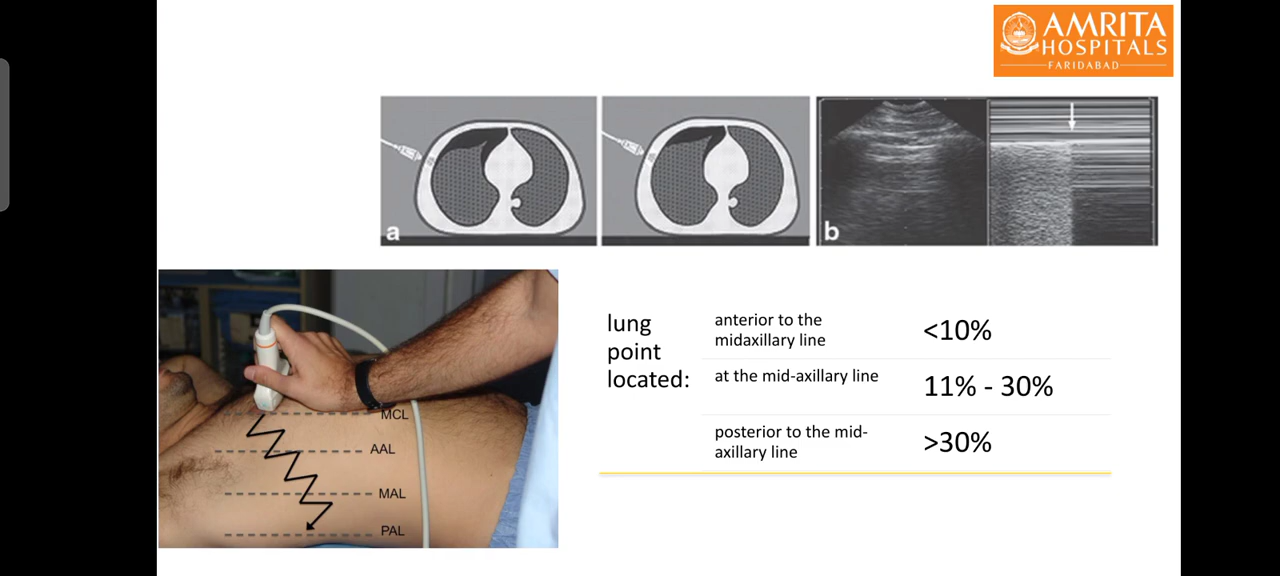 AMRITA
HOSPITALS
FARIDABAD
a
b
MCL
AAL
MAL
PAL
lung
point
located:
anterior to the
midaxillary line
<10%
at the mid-axillary line
11% - 30%
posterior to the mid-
axillary line
>30%